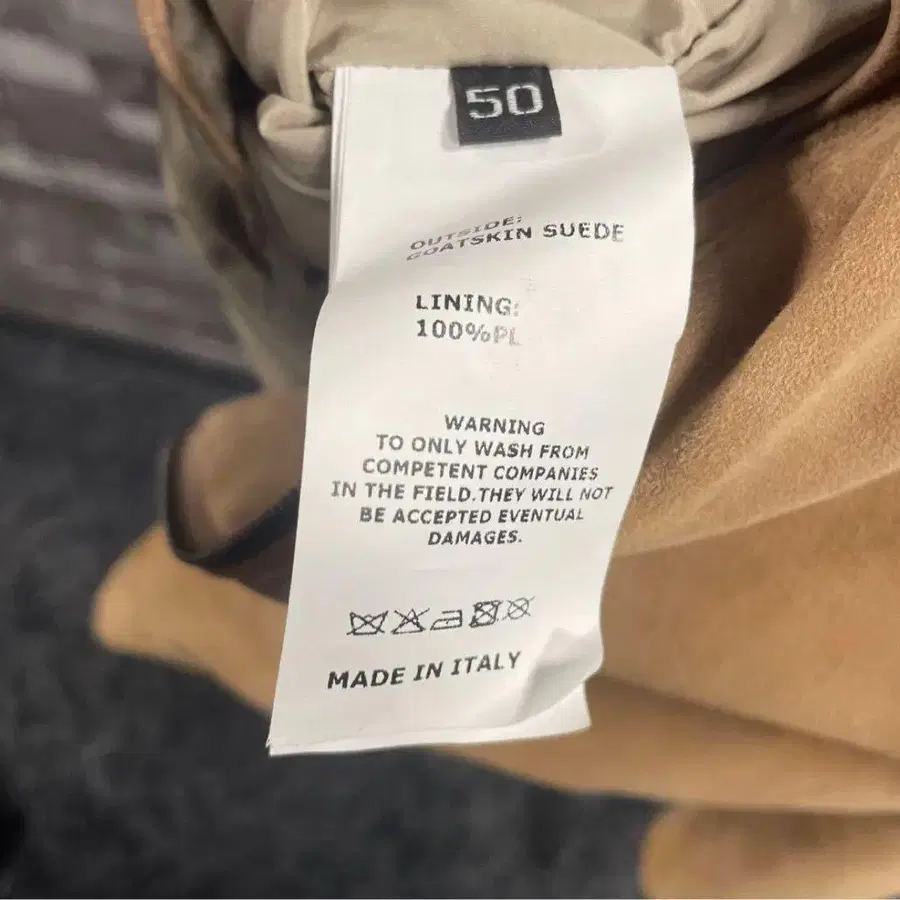 50
OUTSIDE:
GOATSKIN SUEDE
LINING:
100%PL
WARNING
TO ONLY WASH FROM
COMPETENT COMPANIES
IN THE FIELD.THEY WILL NOT
BE ACCEPTED EVENTUAL
DAMAGES.
MADE IN ITALY